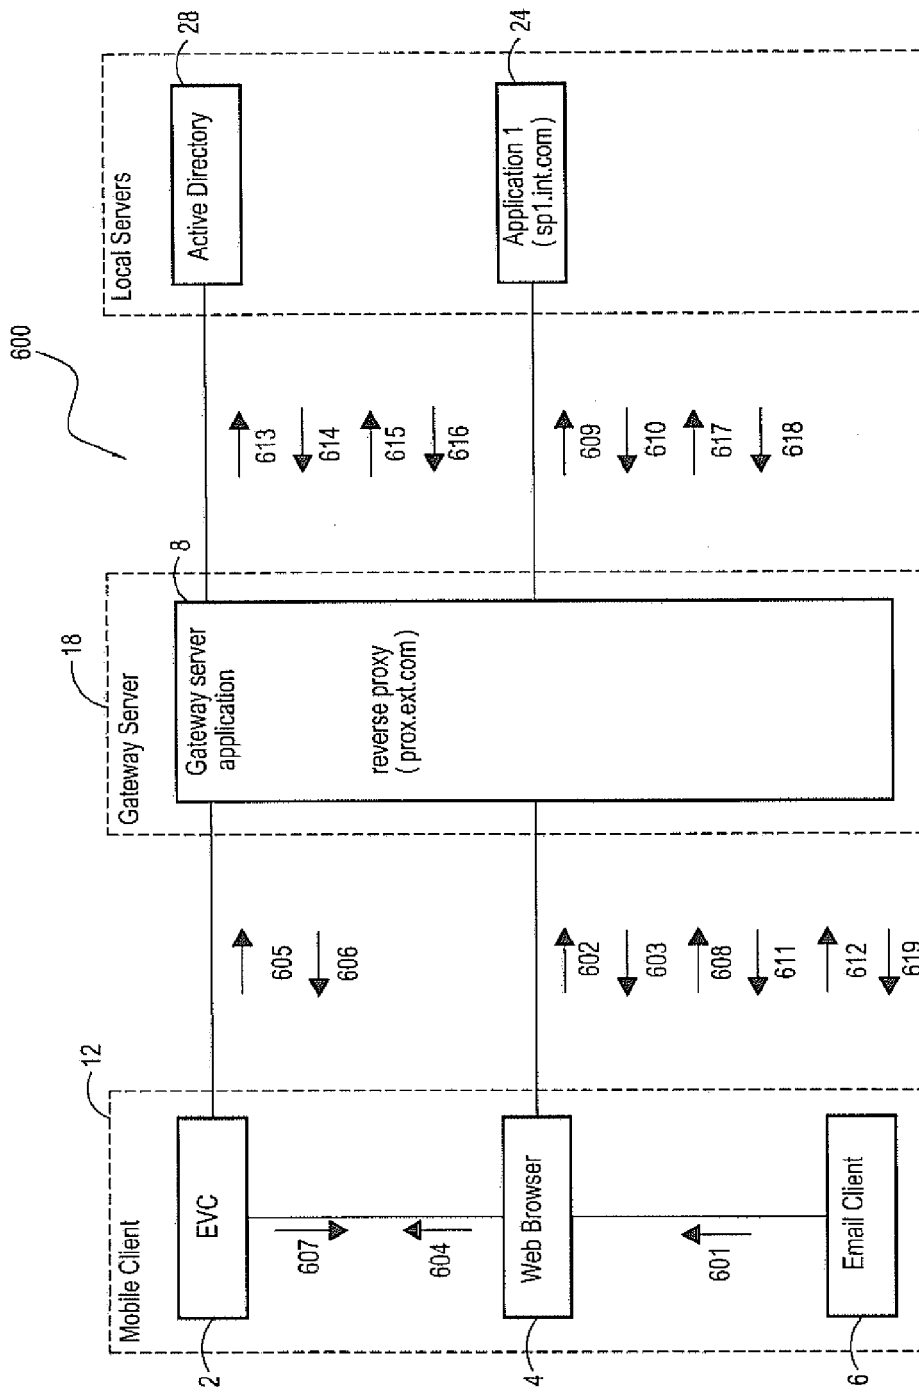 600
Mobile Client
12
EVC
2
607
604
Web Browser
4
601
Email Client
6
605
606
602
603
608
611
612
619
Gateway Server
18
Gateway server
application
8
reverse proxy
( prox.ext.com )
613
614
615
616
609
610
617
618
Local Servers
Active Directory
28
Application 1
( sp1.int.com )
24